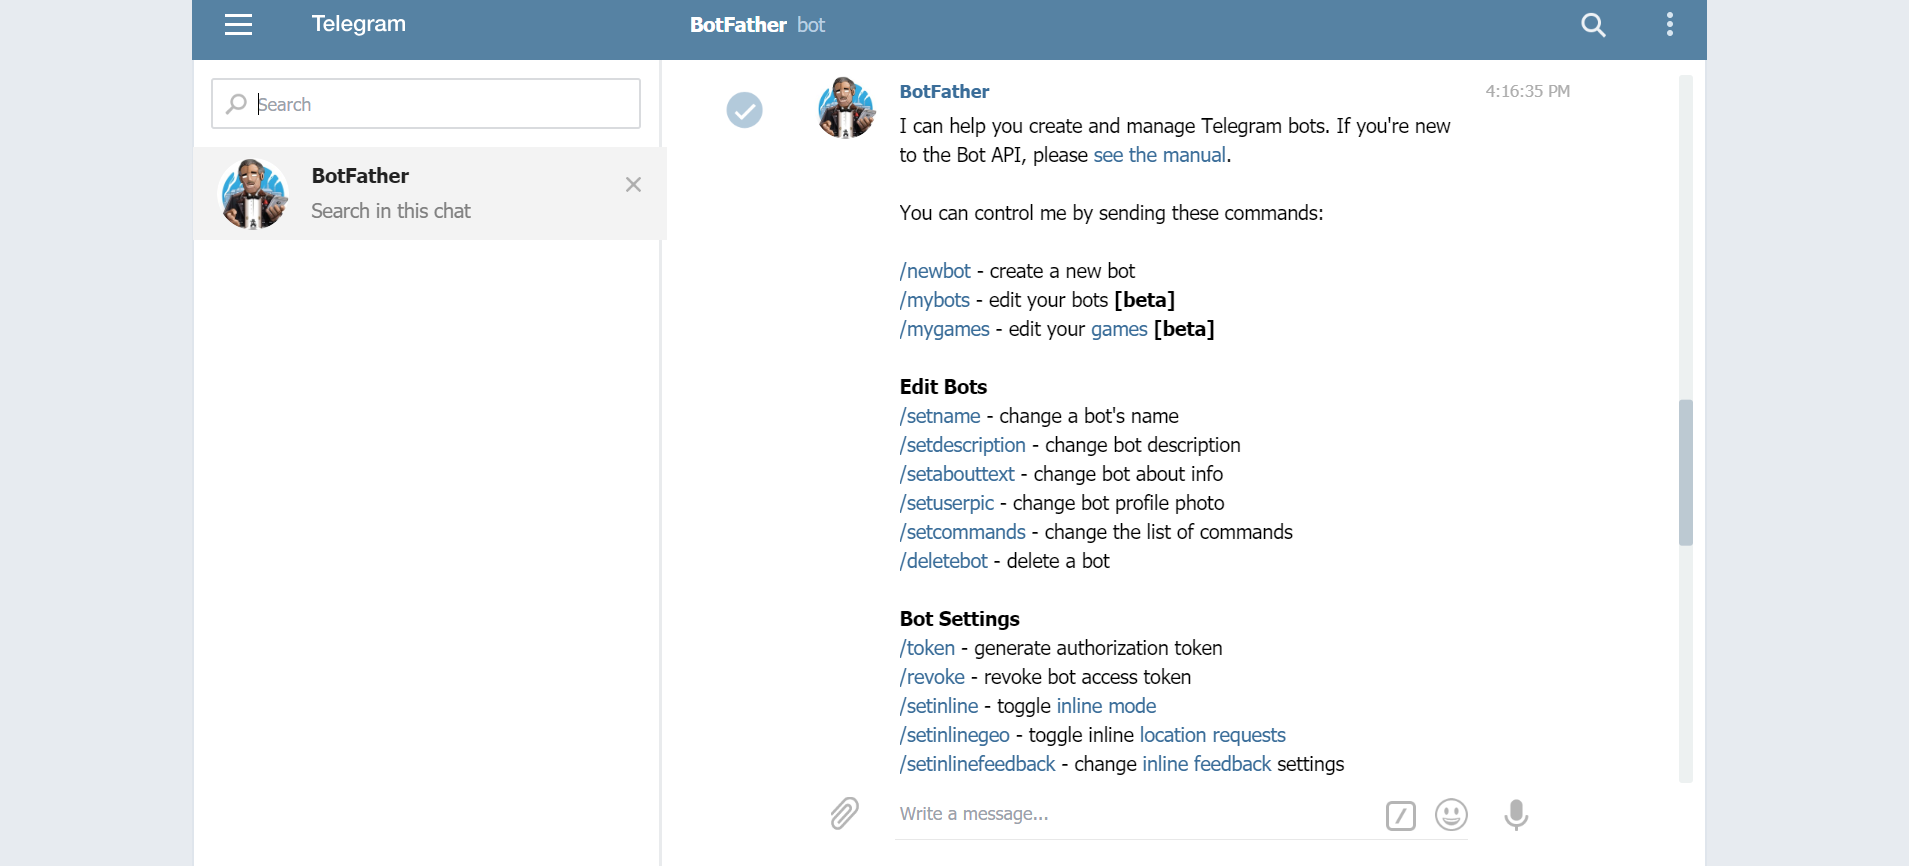 Telegram
BotFather bot
Search
BotFather
Search in this chat
BotFather
4:16:35 PM
I can help you create and manage Telegram bots. If you're new
to the Bot API, please see the manual.
You can control me by sending these commands:
/newbot - create a new bot
/mybots - edit your bots [beta]
/mygames - edit your games [beta]
Edit Bots
/setname - change a bot's name
/setdescription - change bot description
/setabouttext - change bot about info
/setuserpic - change bot profile photo
/setcommands - change the list of commands
/deletebot - delete a bot
Bot Settings
/token - generate authorization token
/revoke - revoke bot access token
/setinline - toggle inline mode
/setinlinegeo - toggle inline location requests
/setinlinefeedback - change inline feedback settings
Write a message...